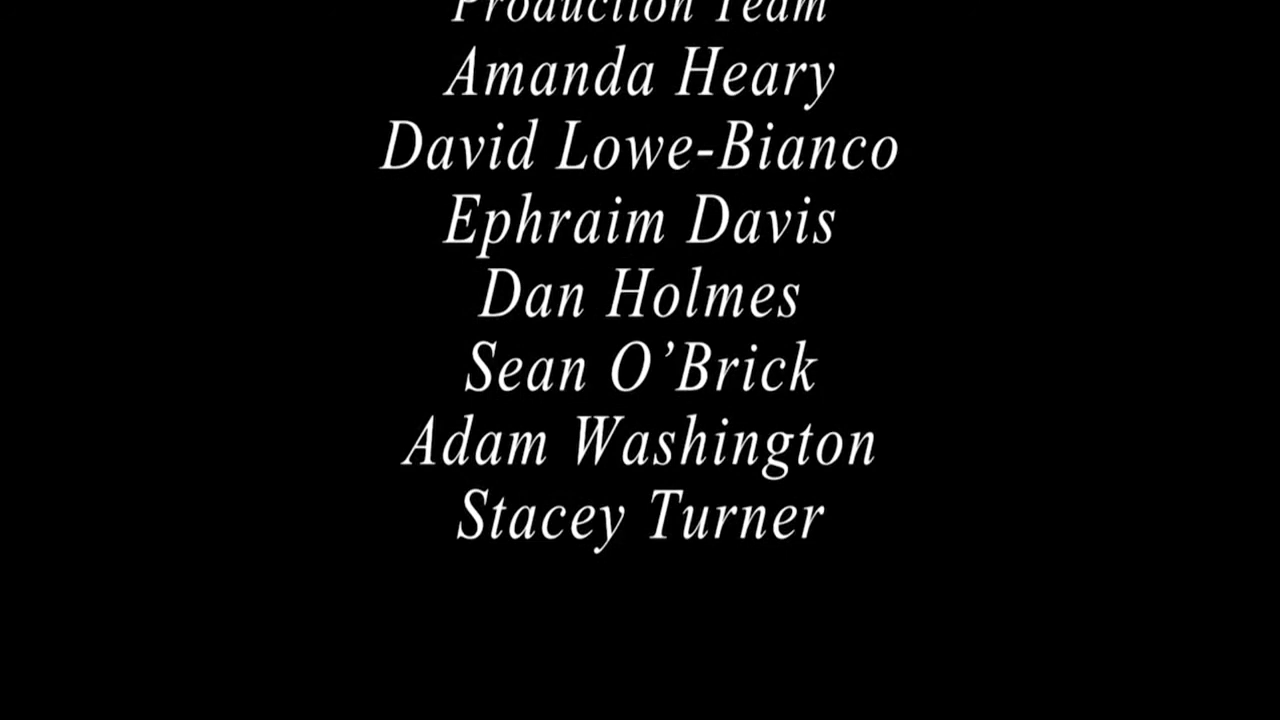 Production Team
Amanda Heary
David Lowe-Bianco
Ephraim Davis
Dan Holmes
Sean O’Brick
Adam Washington
Stacey Turner